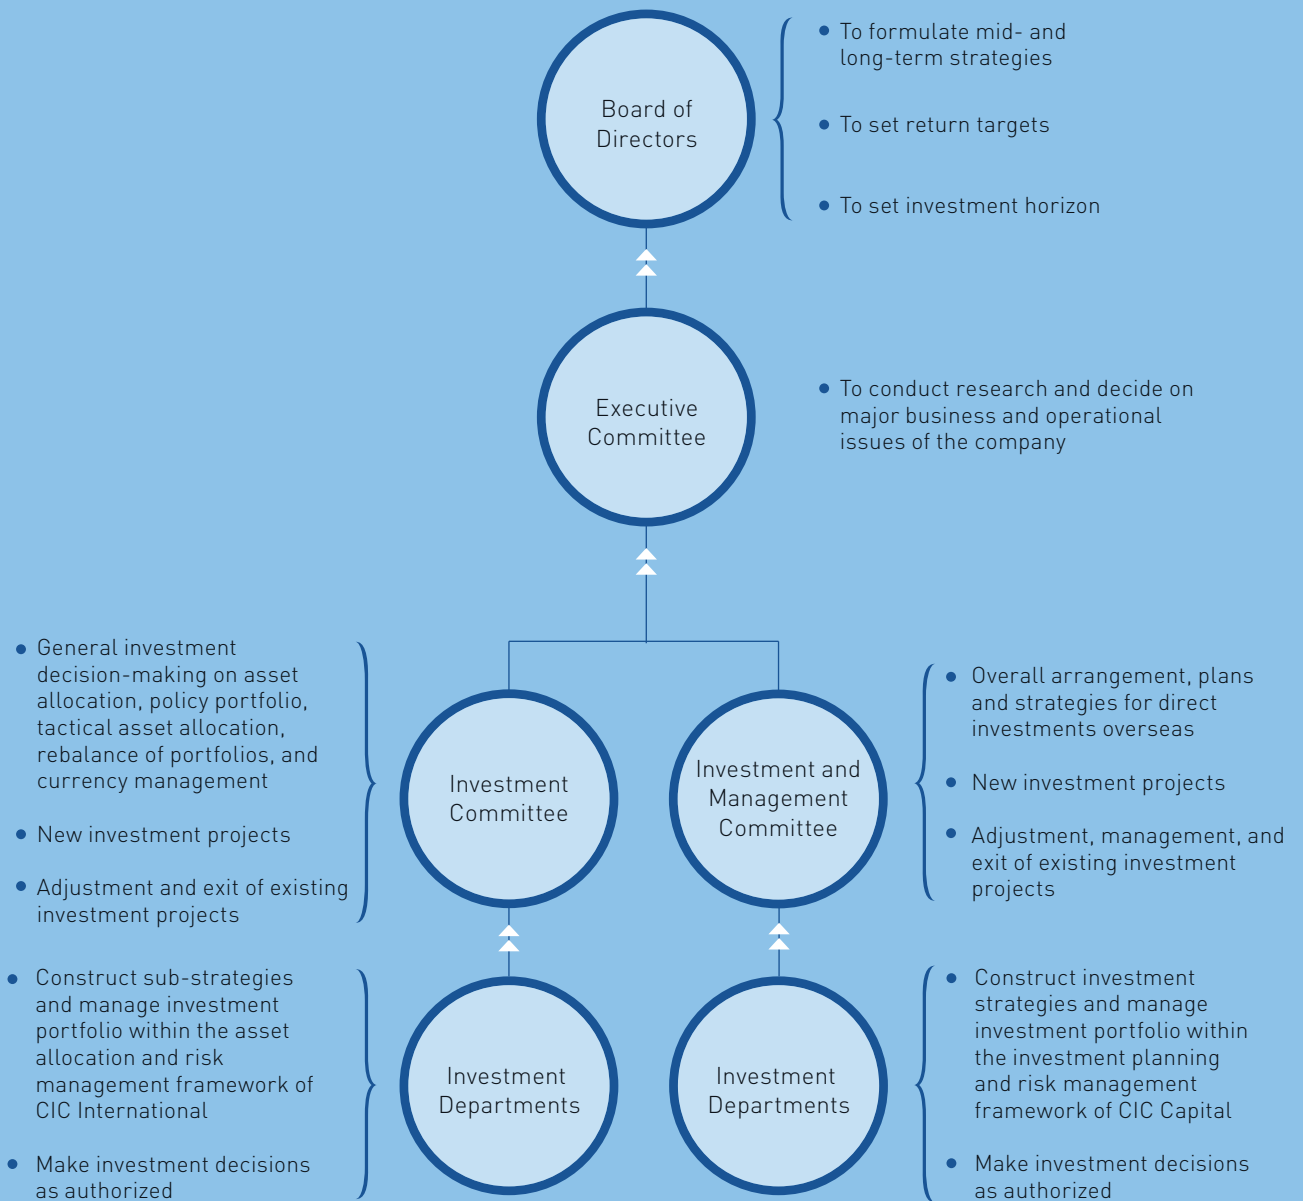 Board of
Directors
• To formulate mid- and
long-term strategies
• To set return targets
• To set investment horizon
Executive
Committee
• To conduct research and decide on
major business and operational
issues of the company
• General investment
decision-making on asset
allocation, policy portfolio,
tactical asset allocation,
rebalance of portfolios, and
currency management
• New investment projects
• Adjustment and exit of existing
investment projects
Investment
Committee
Investment and
Management
Committee
• Overall arrangement, plans
and strategies for direct
investments overseas
• New investment projects
• Adjustment, management, and
exit of existing investment
projects
• Construct sub-strategies
and manage investment
portfolio within the asset
allocation and risk
management framework of
CIC International
• Make investment decisions
as authorized
Investment
Departments
Investment
Departments
• Construct investment
strategies and manage
investment portfolio within
the investment planning
and risk management
framework of CIC Capital
• Make investment decisions
as authorized